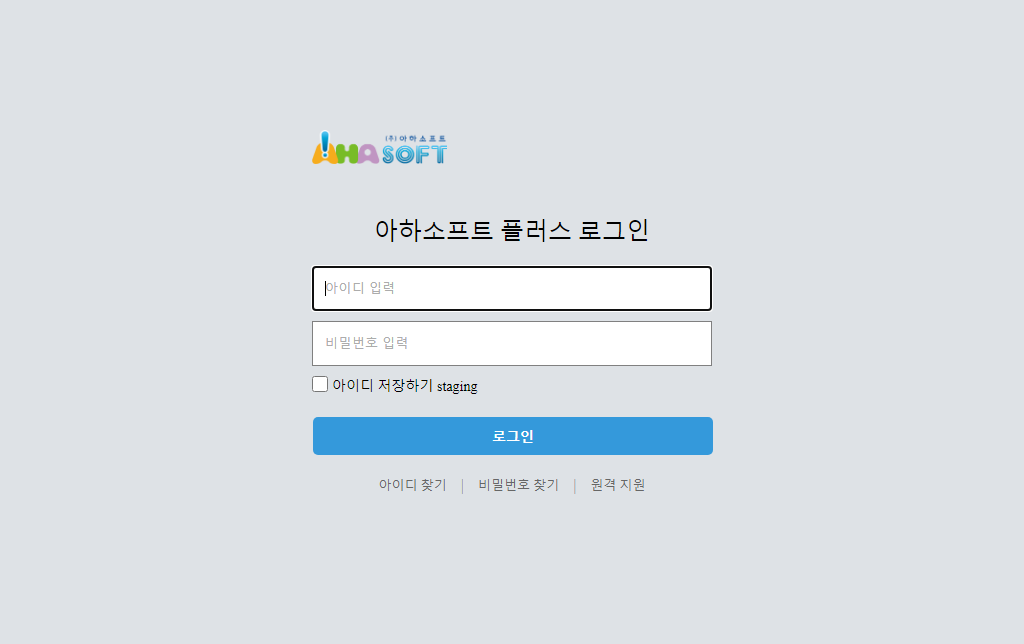 (주)아하소프트
AHA SOFT
아하소프트 플러스 로그인
아이디 입력
비밀번호 입력
아이디 저장하기 staging
로그인
아이디 찾기 | 비밀번호 찾기 | 원격 지원